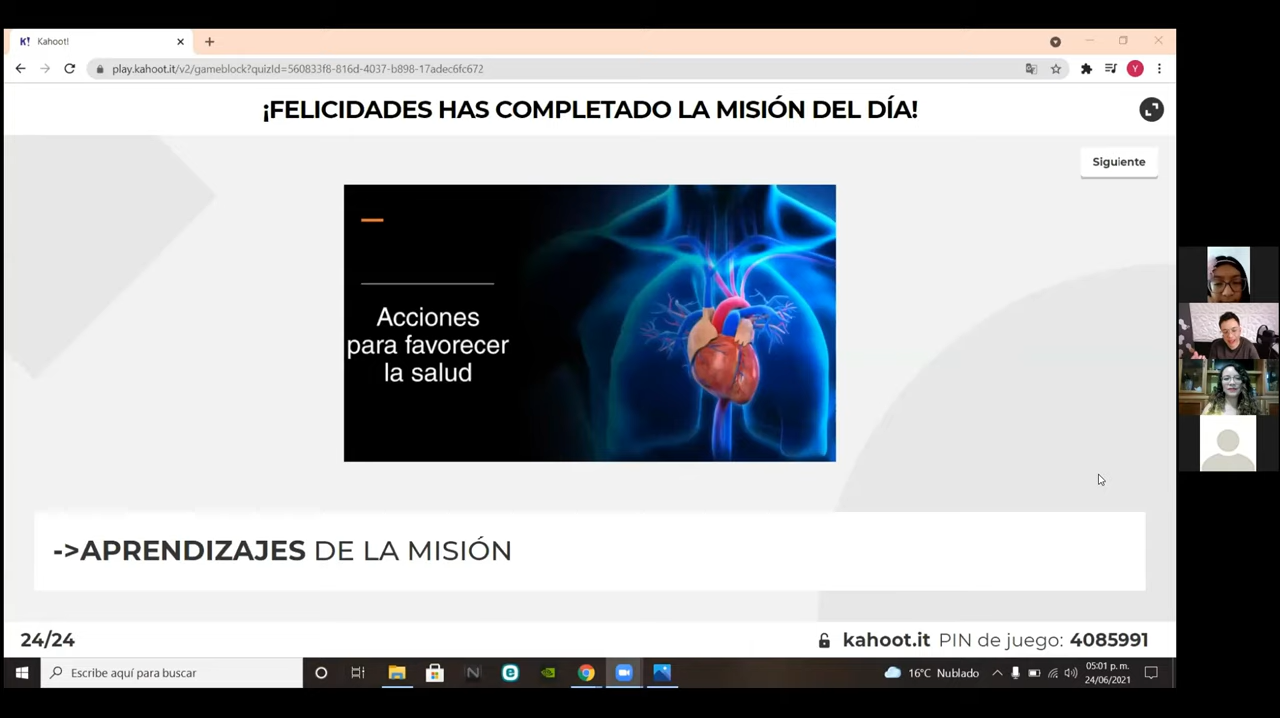 Kahoot!
play.kahoot.it/v2/gameblock?quizId=560833f8-816d-4037-b898-17adec6fc672
Y
¡FELICIDADES HAS COMPLETADO LA MISIÓN DEL DÍA!
Siguiente
Acciones
para favorecer
la salud
->APRENDIZAJES DE LA MISIÓN
24/24
kahoot.it PIN de juego: 4085991
Escribe aquí para buscar
16°C Nublado
05:01 p. m.
24/06/2021